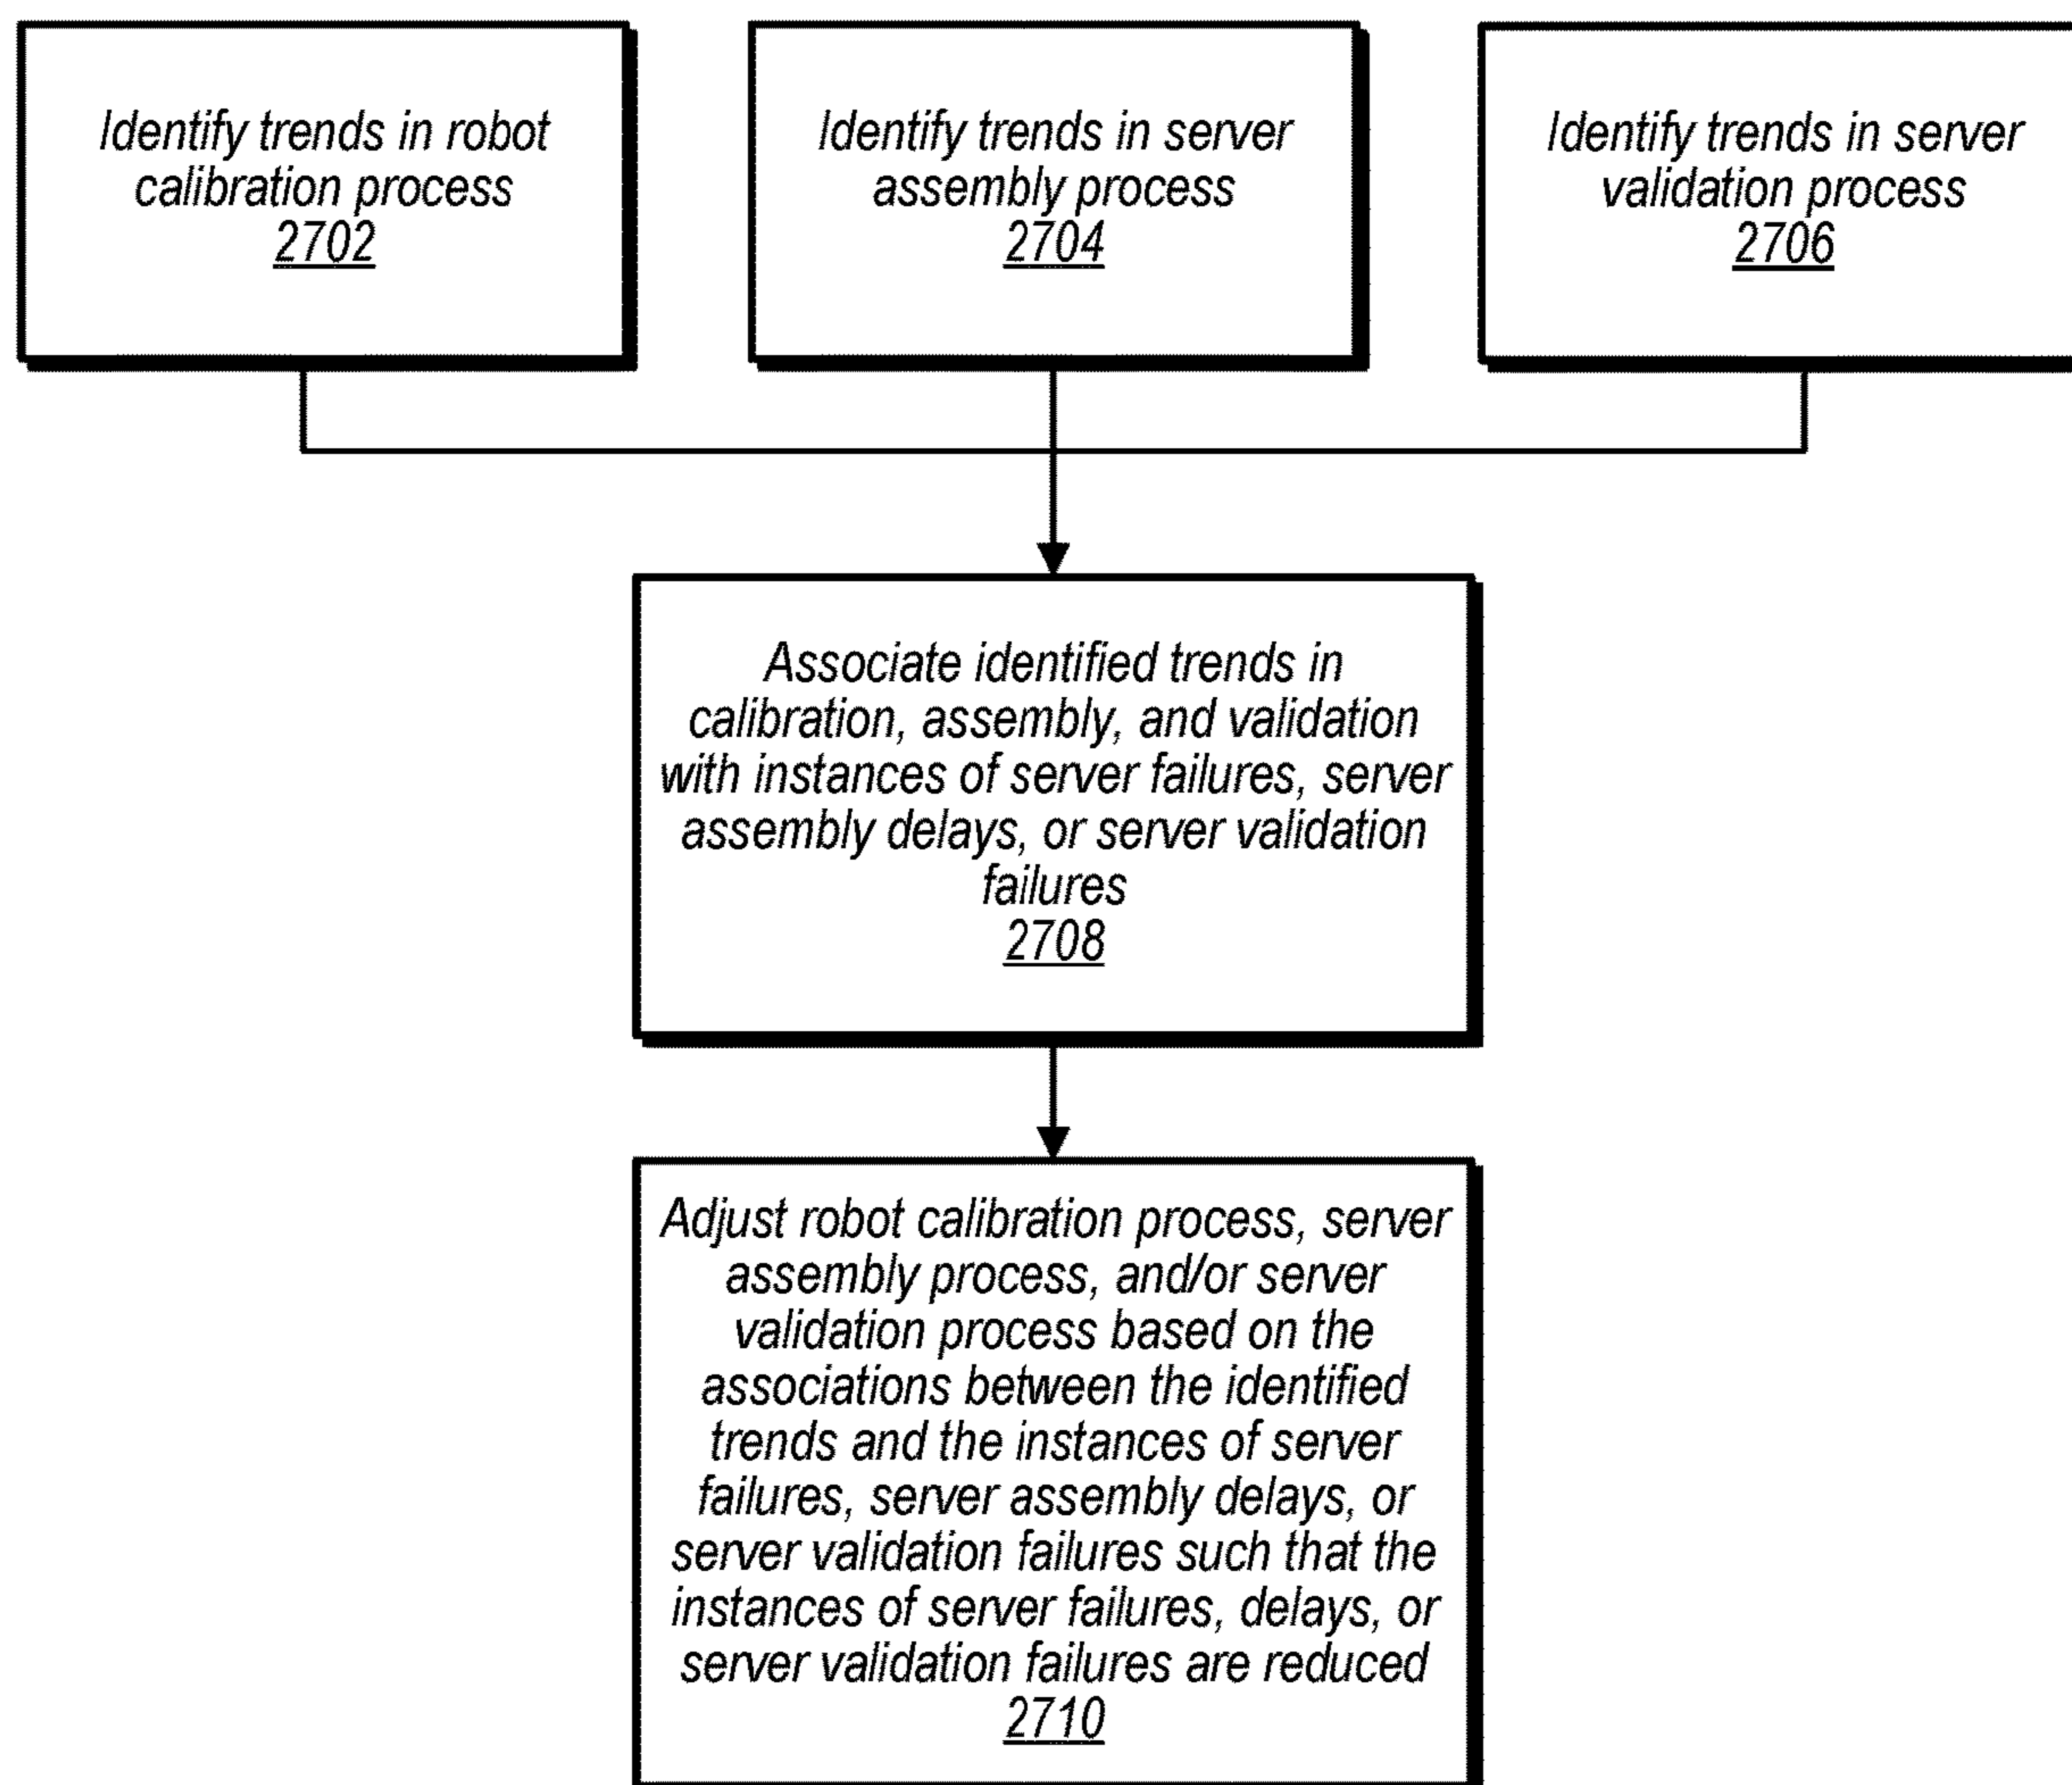 Identify trends in robot
calibration process
2702
Identify trends in server
assembly process
2704
Identify trends in server
validation process
2706
Associate identified trends in
calibration, assembly, and validation
with instances of server failures, server
assembly delays, or server validation
failures
2708
Adjust robot calibration process, server
assembly process, and/or server
validation process based on the
associations between the identified
trends and the instances of server
failures, server assembly delays, or
server validation failures such that the
instances of server failures, delays, or
server validation failures are reduced
2710